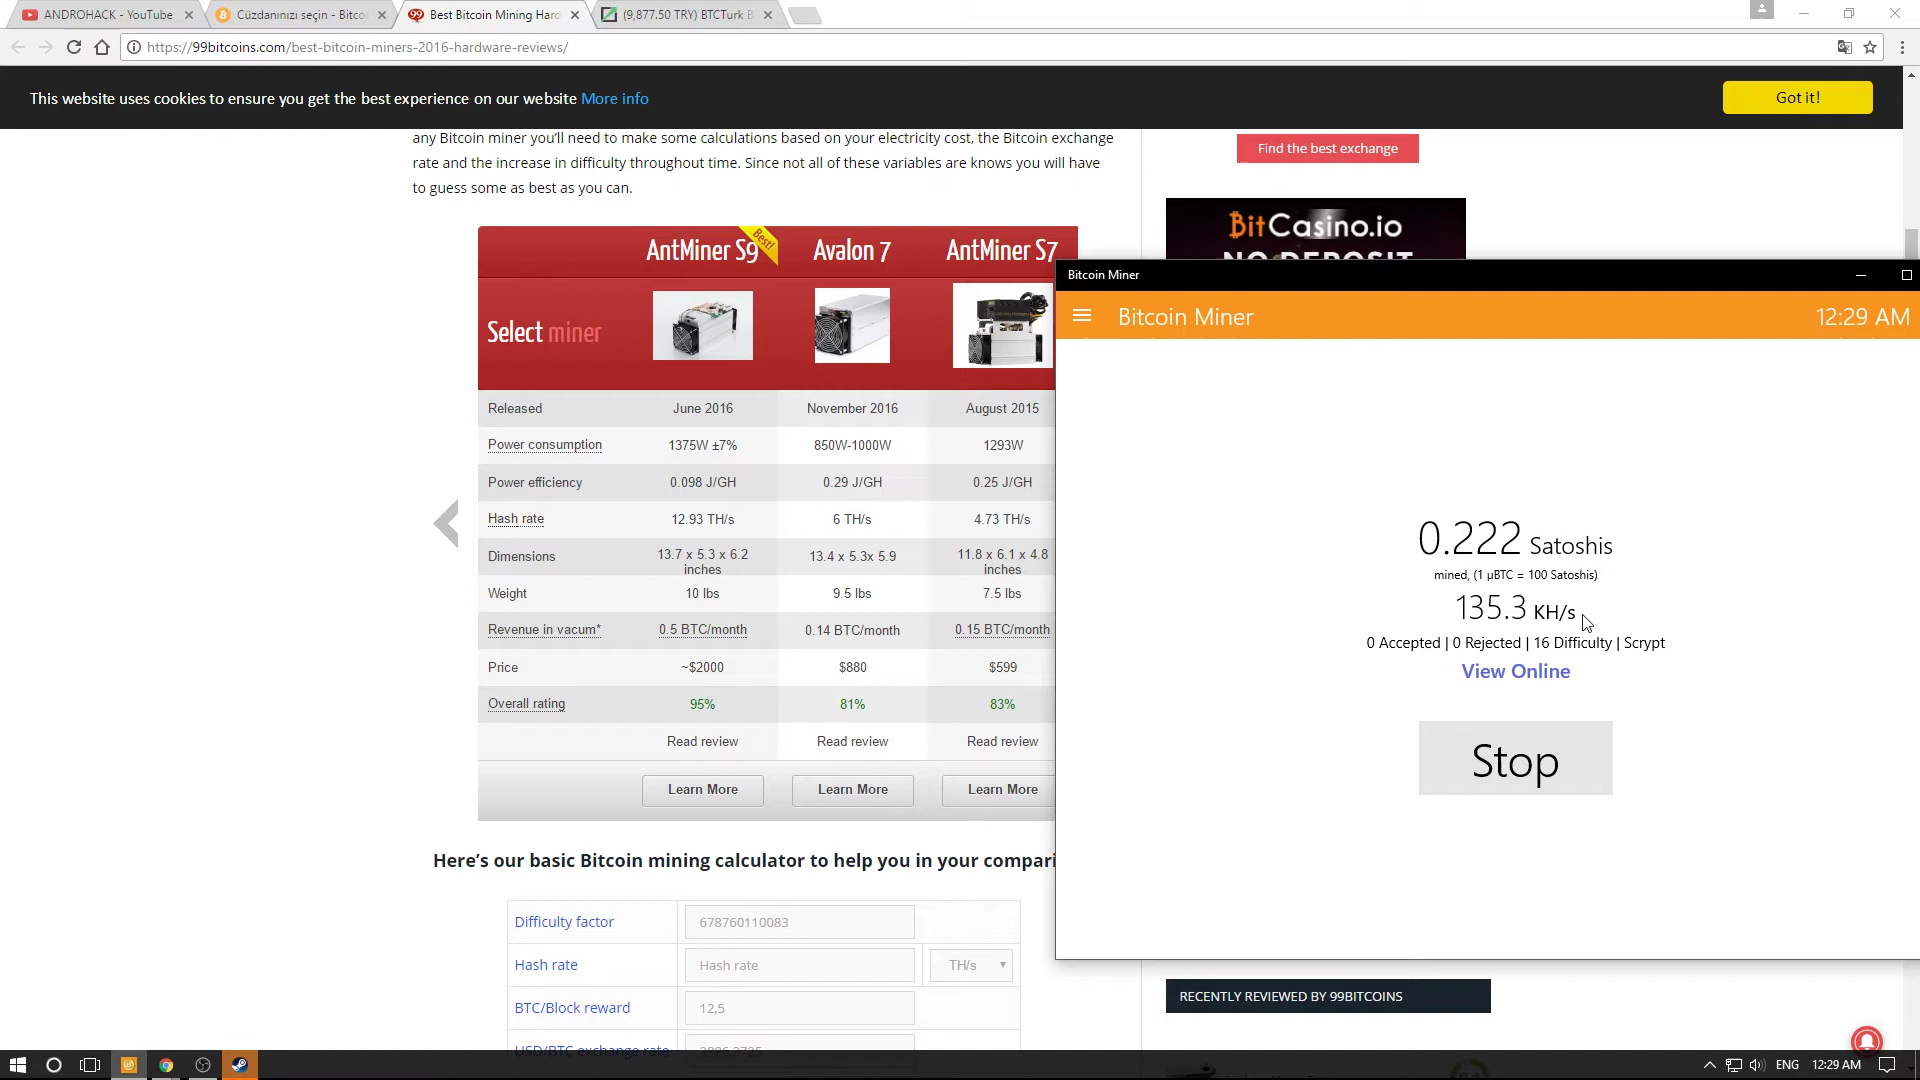 ANDROHACK - YouTube
Cüzdanınızı seçin - Bitco
Best Bitcoin Mining Hard
(9,877.50 TRY) BTCTurk B
https://99bitcoins.com/best-bitcoin-miners-2016-hardware-reviews/
This website uses cookies to ensure you get the best experience on our website More info
Got it!
any Bitcoin miner you'll need to make some calculations based on your electricity cost, the Bitcoin exchange
rate and the increase in difficulty throughout time. Since not all of these variables are knows you will have
to guess some as best as you can.
Find the best exchange
BitCasino.io
NO DEPOSIT
AntMiner S9 Best! Avalon 7 AntMiner S7
Select miner
Released June 2016 November 2016 August 2015
Power consumption 1375W ±7% 850W-1000W 1293W
Power efficiency 0.098 J/GH 0.29 J/GH 0.25 J/GH
Hash rate 12.93 TH/s 6 TH/s 4.73 TH/s
Dimensions 13.7 x 5.3 x 6.2 inches 13.4 x 5.3x 5.9 11.8 x 6.1 x 4.8 inches
Weight 10 lbs 9.5 lbs 7.5 lbs
Revenue in vacum* 0.5 BTC/month 0.14 BTC/month 0.15 BTC/month
Price ~$2000 $880 $599
Overall rating 95% 81% 83%
Read review Read review Read review
Learn More Learn More Learn More
Here's our basic Bitcoin mining calculator to help you in your compari
Difficulty factor 678760110083
Hash rate Hash rate TH/s
BTC/Block reward 12,5
USD/BTC exchange rate
Bitcoin Miner
Bitcoin Miner 12:29 AM
0.222 Satoshis
mined, (1 µBTC = 100 Satoshis)
135.3 KH/s
0 Accepted | 0 Rejected | 16 Difficulty | Scrypt
View Online
Stop
RECENTLY REVIEWED BY 99BITCOINS
ENG 12:29 AM